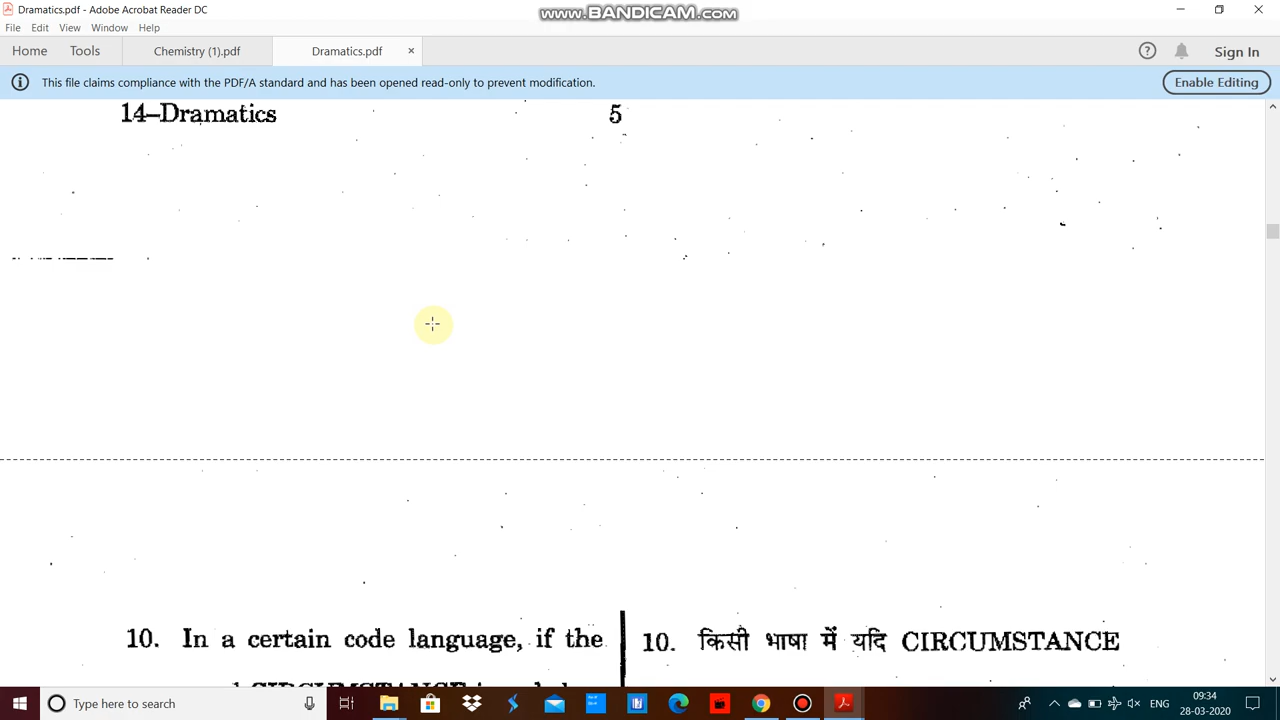 Dramatics.pdf - Adobe Acrobat Reader DC
www.BANDICAM.com
File Edit View Window Help
Home Tools Chemistry (1).pdf Dramatics.pdf × Sign In
This file claims compliance with the PDF/A standard and has been opened read-only to prevent modification. Enable Editing
14–Dramatics 5
10. In a certain code language, if the
10. किसी भाषा में यदि CIRCUMSTANCE
Type here to search
ENG
09:34
28-03-2020